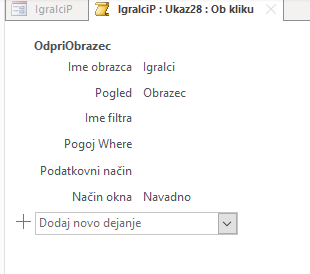 IgralciP
IgralciP : Ukaz28 : Ob kliku
OdpriObrazec
Ime obrazca Igralci
Pogled Obrazec
Ime filtra
Pogoj Where
Podatkovni način
Način okna Navadno
Dodaj novo dejanje